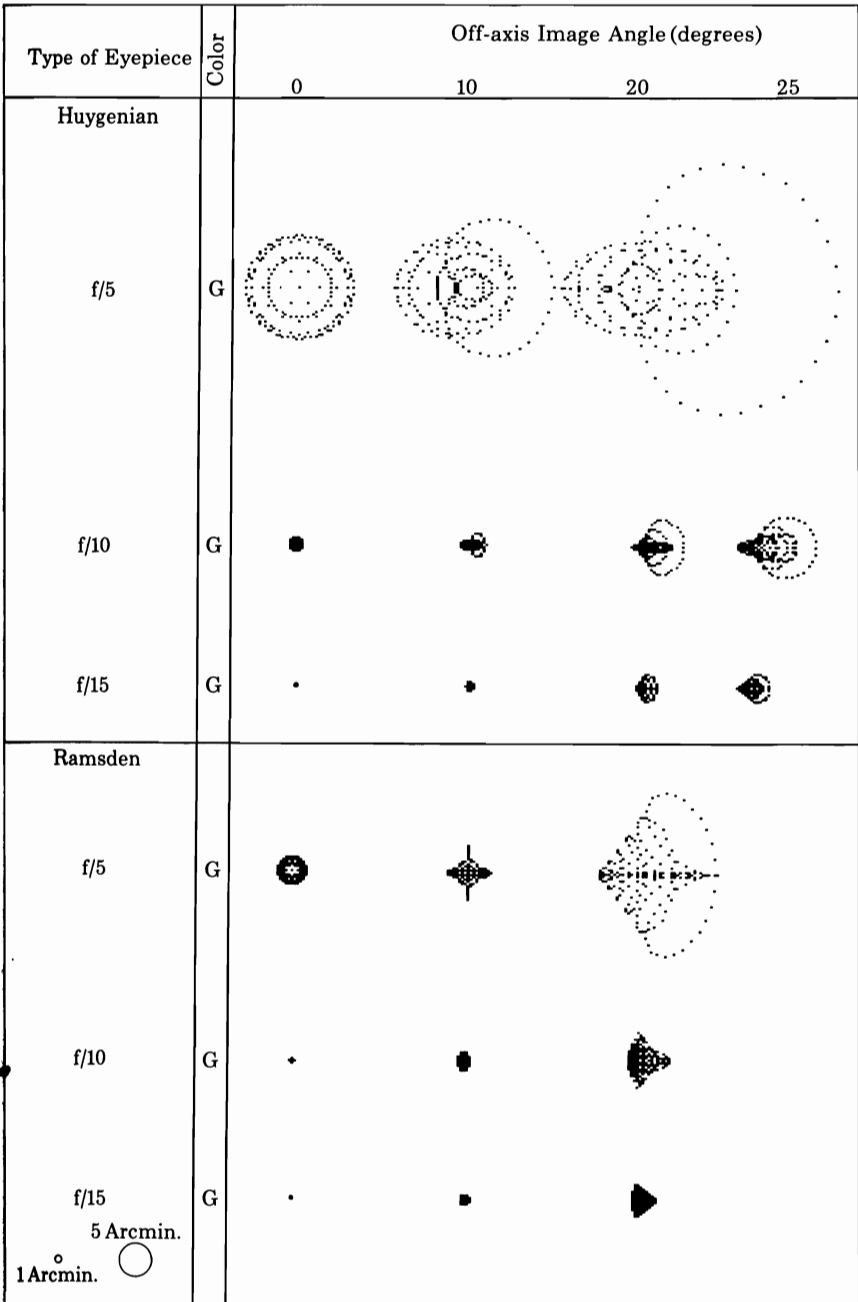 Type of Eyepiece
Color
Off-axis Image Angle (degrees)
0 10 20 25
Huygenian
f/5 G
f/10 G
f/15 G
Ramsden
f/5 G
f/10 G
f/15 G
5 Arcmin.
1 Arcmin.